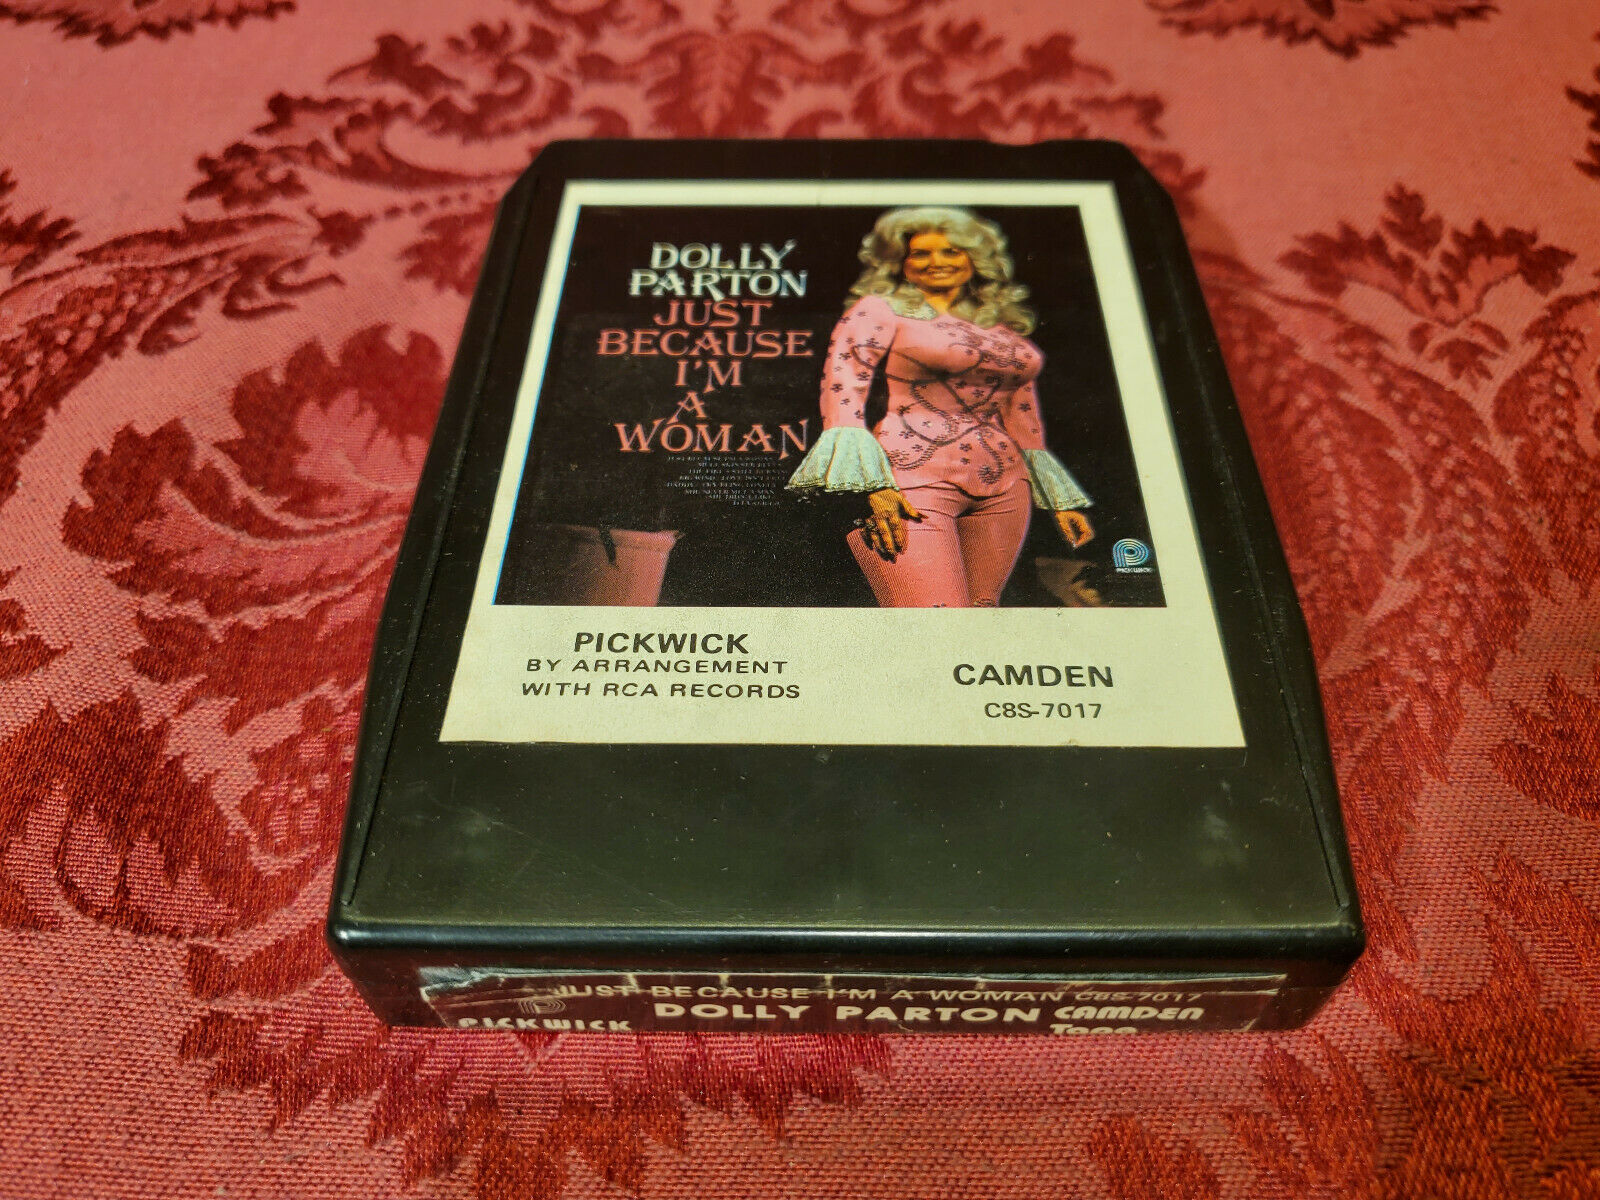 DOLLY
PARTON
JUST
BECAUSE
I'M
A
WOMAN
PICKWICK
PICKWICK
BY ARRANGEMENT
WITH RCA RECORDS
CAMDEN
C8S-7017
JUST BECAUSE I'M A WOMAN C8S-7017
PICKWICK
DOLLY PARTON
CAMDEN